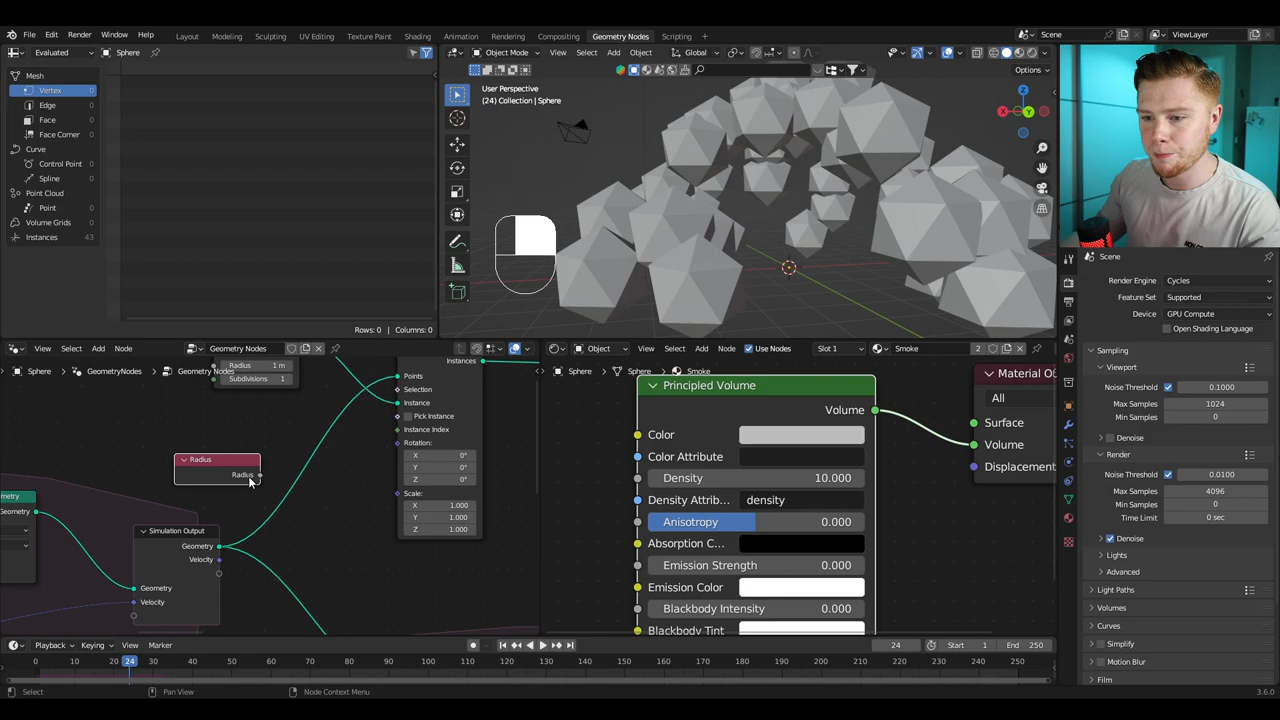 File Edit Render Window Help Layout Modeling Sculpting UV Editing Texture Paint Shading Animation Rendering Compositing Geometry Nodes Scripting Scene ViewLayer
Evaluated Sphere
Object Mode View Select Add Object Global
Options
Mesh
Vertex 0
Edge 0
Face 0
Face Corner 0
Curve
Control Point 0
Spline 0
Point Cloud
Point 0
Volume Grids 0
Instances 43
Rows: 0 | Columns: 0
User Perspective
(24) Collection | Sphere
X
Y
Z
Scene
Render Engine Cycles
Feature Set Supported
Device GPU Compute
Open Shading Language
Sampling
Viewport
Noise Threshold 0.1000
Max Samples 1024
Min Samples 0
Denoise
Render
Noise Threshold 0.0100
Max Samples 4096
Min Samples 0
Time Limit 0 sec
Denoise
Lights
Advanced
Light Paths
Volumes
Curves
Simplify
Motion Blur
Film
View Select Add Node Geometry Nodes
Sphere GeometryNodes Geometry Nodes
Radius 1 m
Subdivisions 1
Instances
Points
Selection
Instance
Pick Instance
Instance Index
Rotation:
X 0°
Y 0°
Z 0°
Scale:
X 1.000
Y 1.000
Z 1.000
Radius
Radius
Geometry
Simulation Output
Geometry
Velocity
Geometry
Velocity
Object View Select Add Node Use Nodes Slot 1 Smoke 2
Sphere Sphere Smoke
Principled Volume
Volume
Color
Color Attribute
Density 10.000
Density Attrib... density
Anisotropy 0.000
Absorption C...
Emission Strength 0.000
Emission Color
Blackbody Intensity 0.000
Blackbody Tint
Material O
All
Surface
Volume
Displacement
Playback Keying View Marker 24 Start 1 End 250
0 10 20 24 30 40 50 60 70 80 90 100 110 120 130 140 150 160 170 180 190 200 210 220 230 240 250
Select Pan View Node Context Menu 3.6.0